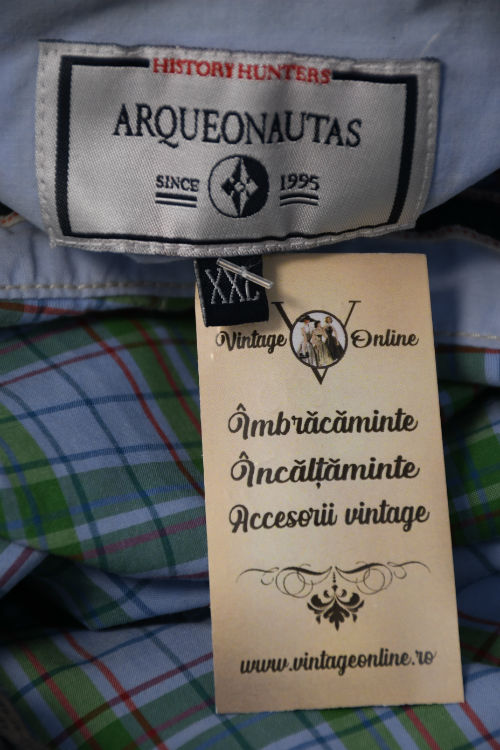 HISTORY HUNTERS
ARQUEONAUTAS
SINCE 1995
XXL
Vintage V Online
Îmbrăcăminte
Încălțăminte
Accesorii vintage
www.vintageonline.ro